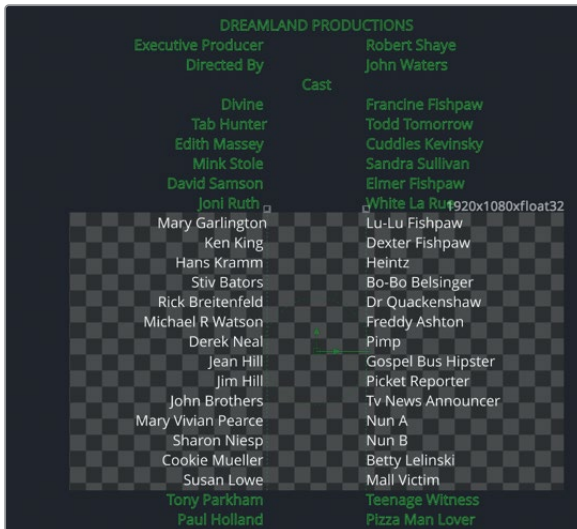 DREAMLAND PRODUCTIONS
Executive Producer Robert Shaye
Directed By John Waters
Cast
Divine Francine Fishpaw
Tab Hunter Todd Tomorrow
Edith Massey Cuddles Kevinsky
Mink Stole Sandra Sullivan
David Samson Elmer Fishpaw
Joni Ruth White La Rue
1920x1080xfloat32
Mary Garlington Lu-Lu Fishpaw
Ken King Dexter Fishpaw
Hans Kramm Heintz
Stiv Bators Bo-Bo Belsinger
Rick Breitenfeld Dr Quackenshaw
Michael R Watson Freddy Ashton
Derek Neal Pimp
Jean Hill Gospel Bus Hipster
Jim Hill Picket Reporter
John Brothers Tv News Announcer
Mary Vivian Pearce Nun A
Sharon Niesp Nun B
Cookie Mueller Betty Lelinski
Susan Lowe Mall Victim
Tony Parkham Teenage Witness
Paul Holland Pizza Man Lover